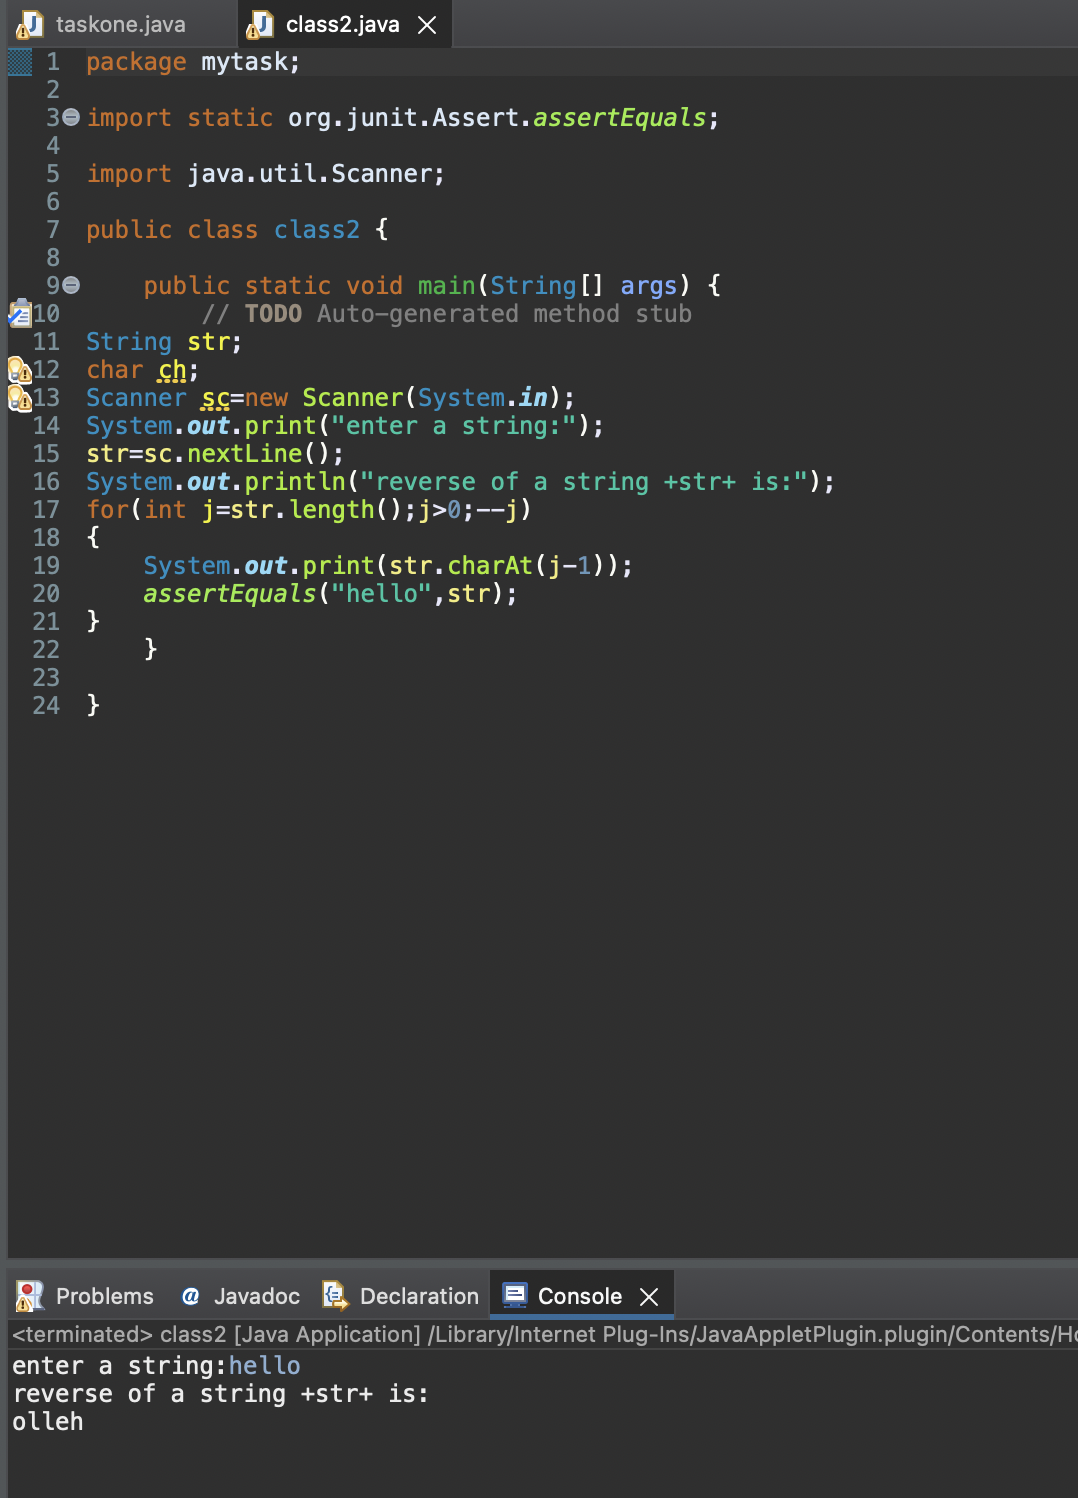 taskone.java class2.java
1 package mytask;
2
3 import static org.junit.Assert.assertEquals;
4
5 import java.util.Scanner;
6
7 public class class2 {
8
9     public static void main(String[] args) {
10         // TODO Auto-generated method stub
11 String str;
12 char ch;
13 Scanner sc=new Scanner(System.in);
14 System.out.print("enter a string:");
15 str=sc.nextLine();
16 System.out.println("reverse of a string +str+ is:");
17 for(int j=str.length();j>0;--j)
18 {
19     System.out.print(str.charAt(j-1));
20     assertEquals("hello",str);
21 }
22     }
23
24 }
Problems @ Javadoc Declaration Console
<terminated> class2 [Java Application] /Library/Internet Plug-Ins/JavaAppletPlugin.plugin/Contents/Ho
enter a string:hello
reverse of a string +str+ is:
olleh